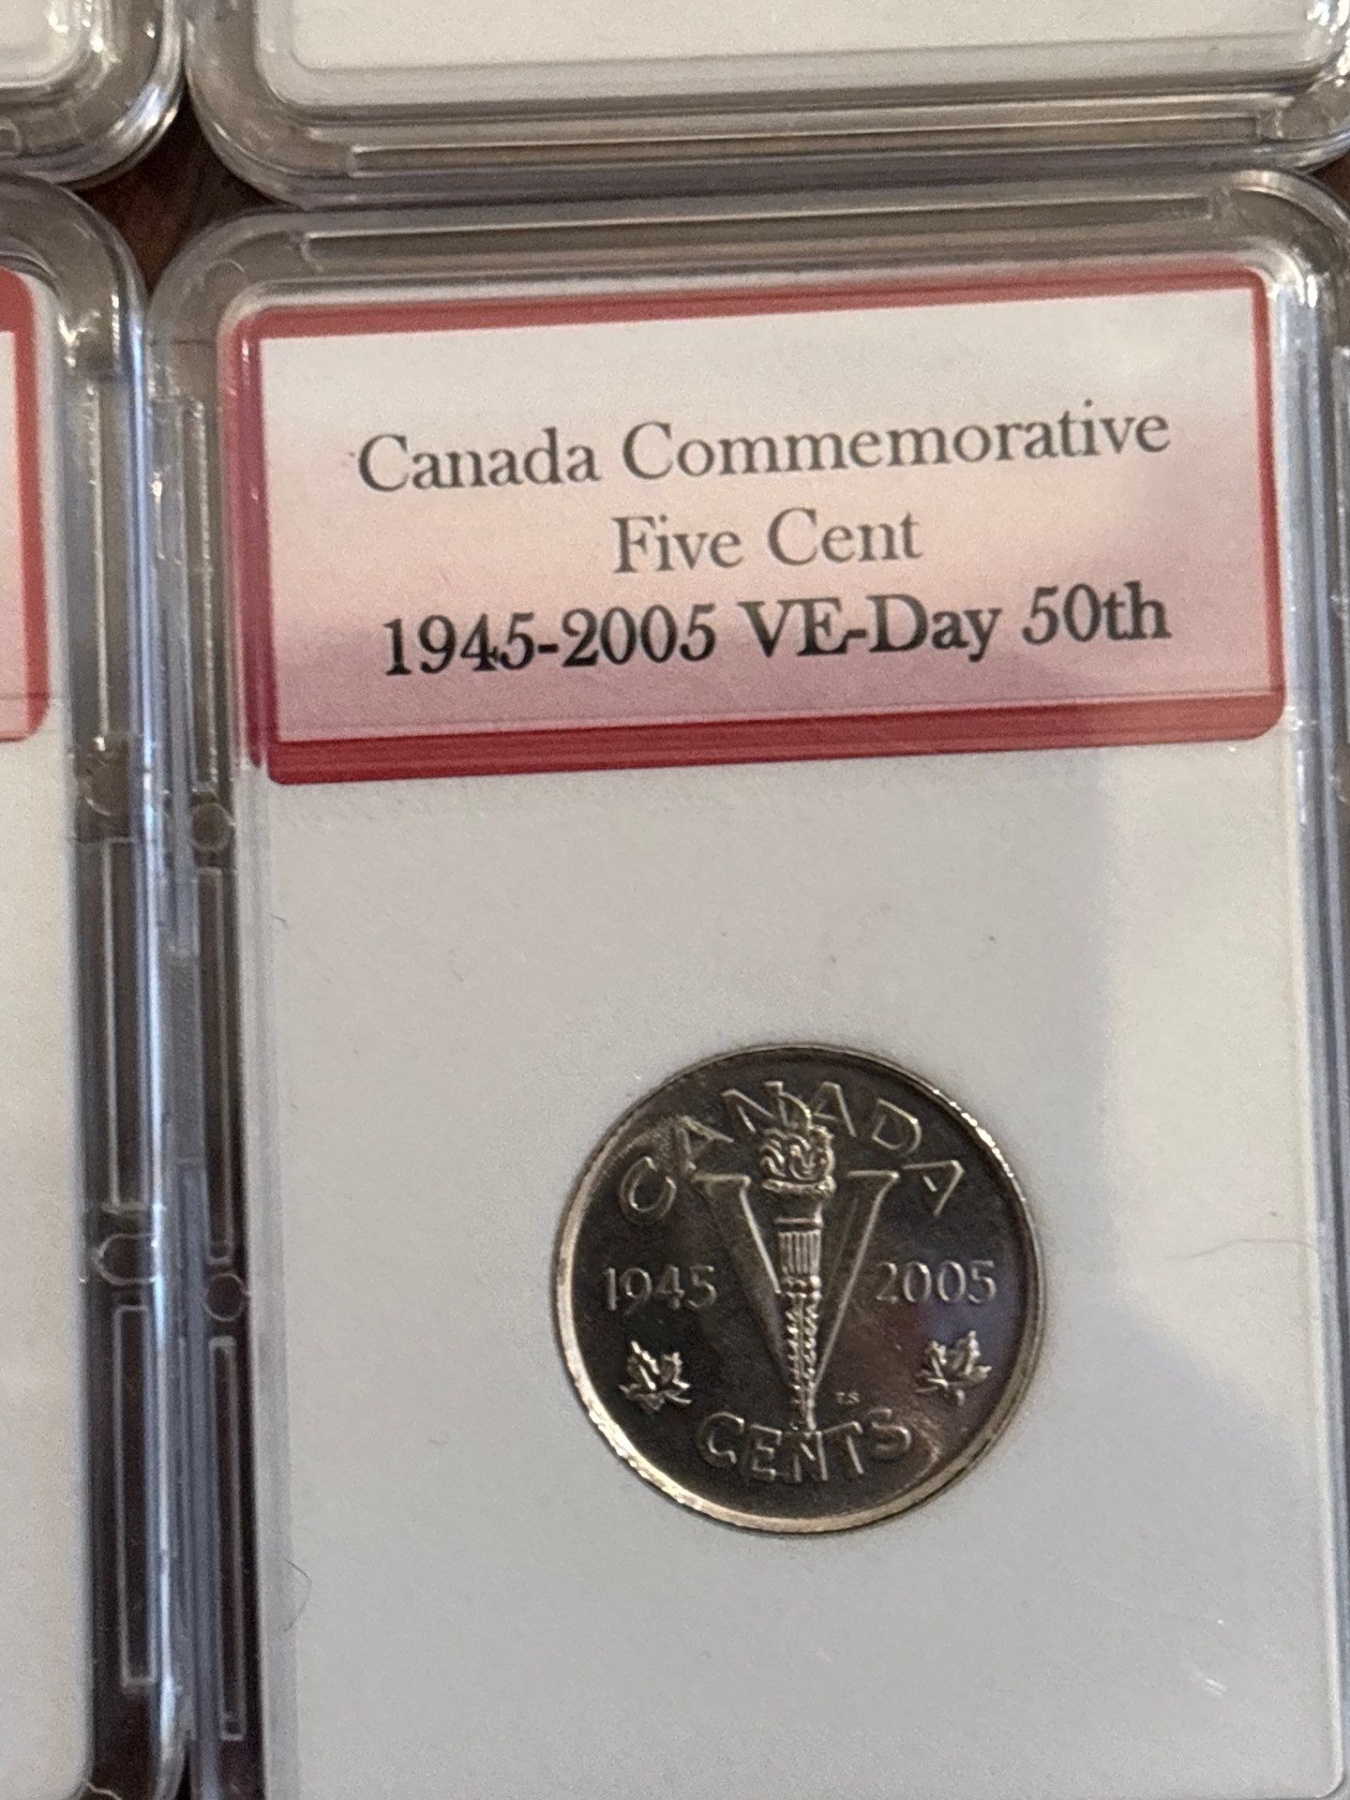 Canada Commemorative
Five Cent
1945-2005 VE-Day 50th
CANADA
1945 2005
TS
CENTS